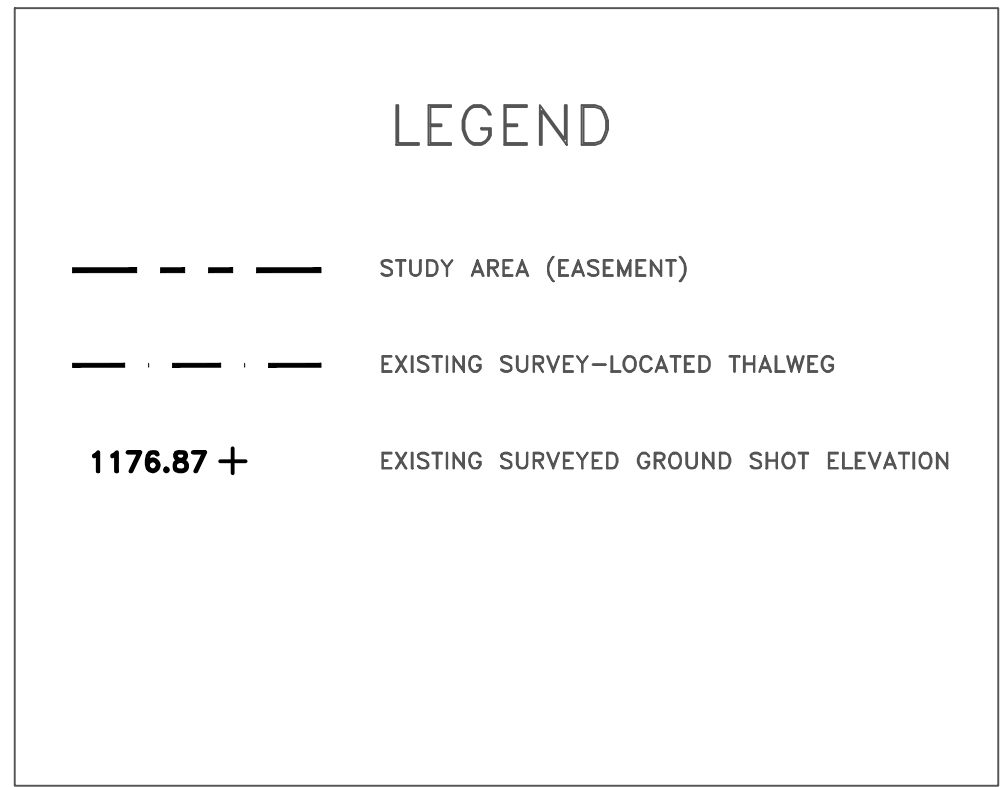 LEGEND
STUDY AREA (EASEMENT)
EXISTING SURVEY-LOCATED THALWEG
1176.87 + EXISTING SURVEYED GROUND SHOT ELEVATION